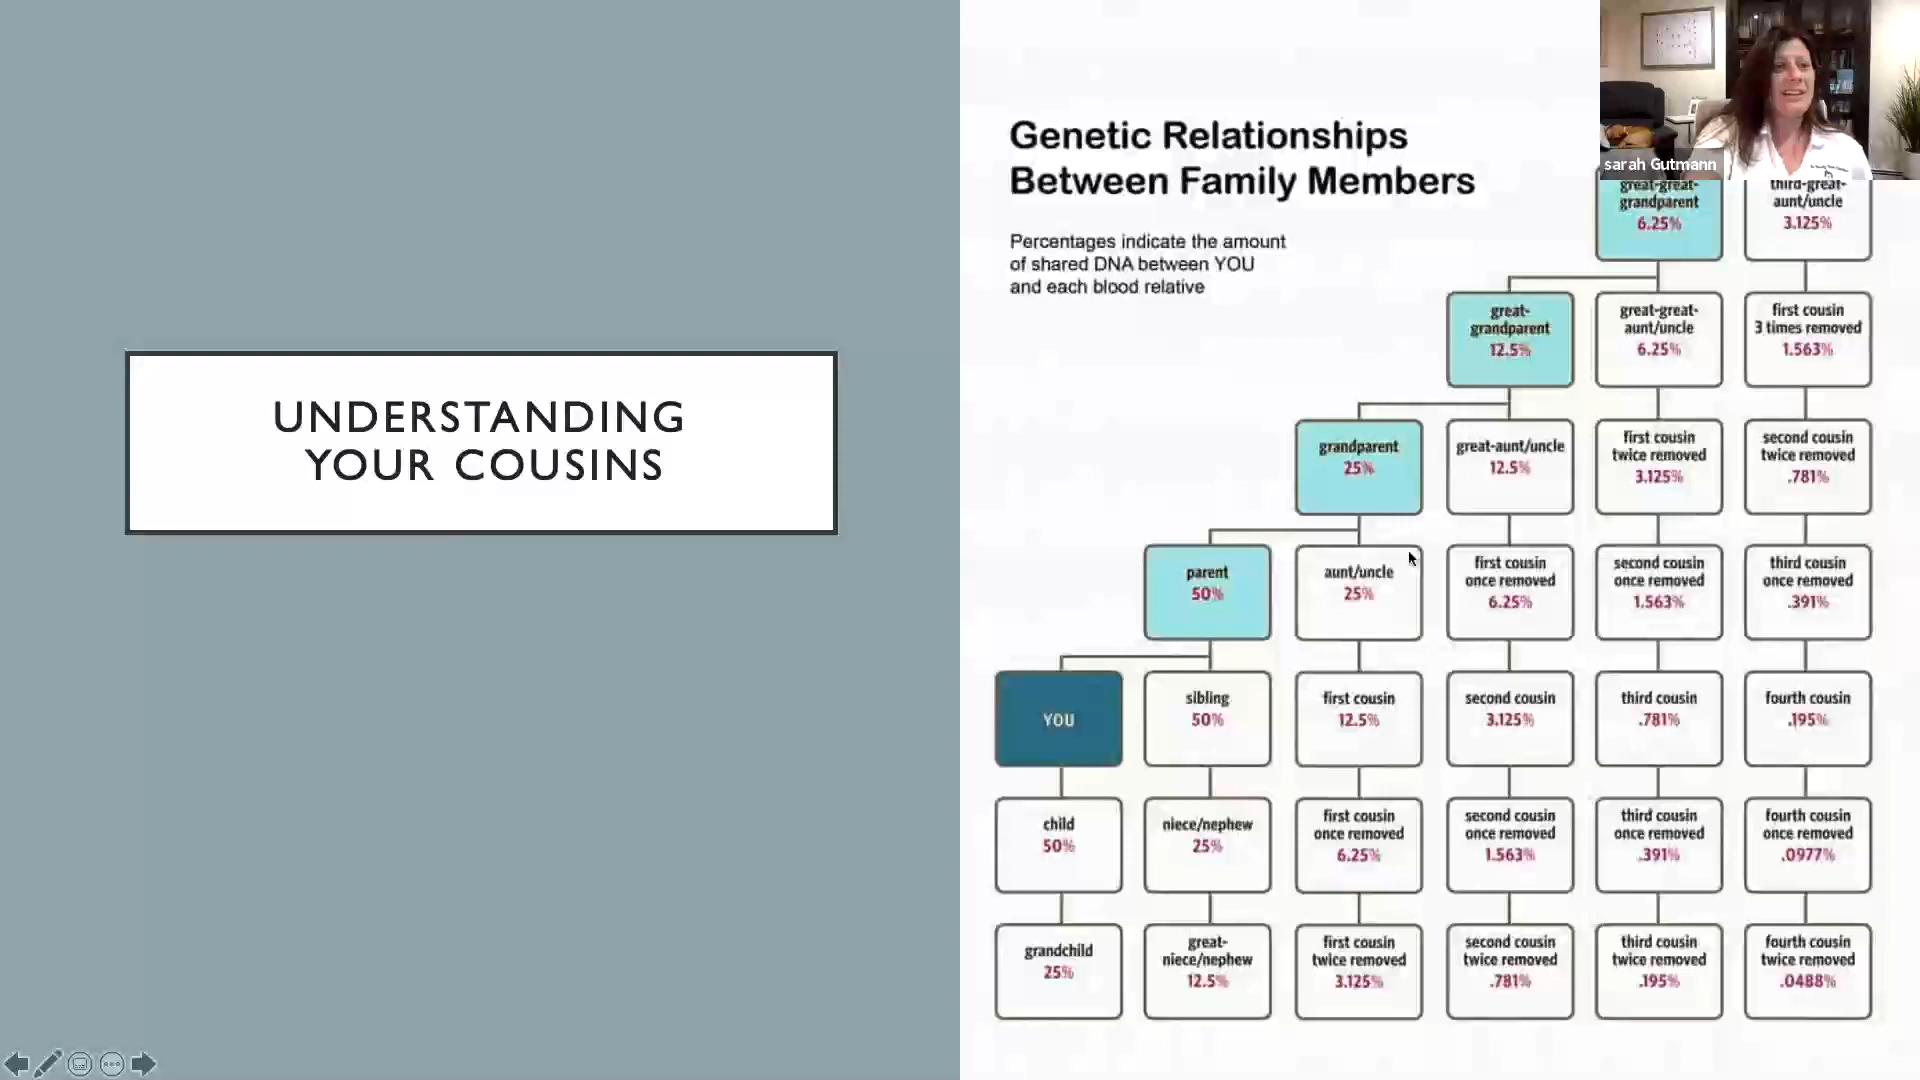 UNDERSTANDING
YOUR COUSINS
Genetic Relationships
Between Family Members
Percentages indicate the amount
of shared DNA between YOU
and each blood relative
sarah Gutmann
great-great-
grandparent
6.25%
third-great-
aunt/uncle
3.125%
great-
grandparent
12.5%
great-great-
aunt/uncle
6.25%
first cousin
3 times removed
1.563%
grandparent
25%
great-aunt/uncle
12.5%
first cousin
twice removed
3.125%
second cousin
twice removed
.781%
parent
50%
aunt/uncle
25%
first cousin
once removed
6.25%
second cousin
once removed
1.563%
third cousin
once removed
.391%
YOU
sibling
50%
first cousin
12.5%
second cousin
3.125%
third cousin
.781%
fourth cousin
.195%
child
50%
niece/nephew
25%
first cousin
once removed
6.25%
second cousin
once removed
1.563%
third cousin
once removed
.391%
fourth cousin
once removed
.0977%
grandchild
25%
great-
niece/nephew
12.5%
first cousin
twice removed
3.125%
second cousin
twice removed
.781%
third cousin
twice removed
.195%
fourth cousin
twice removed
.0488%